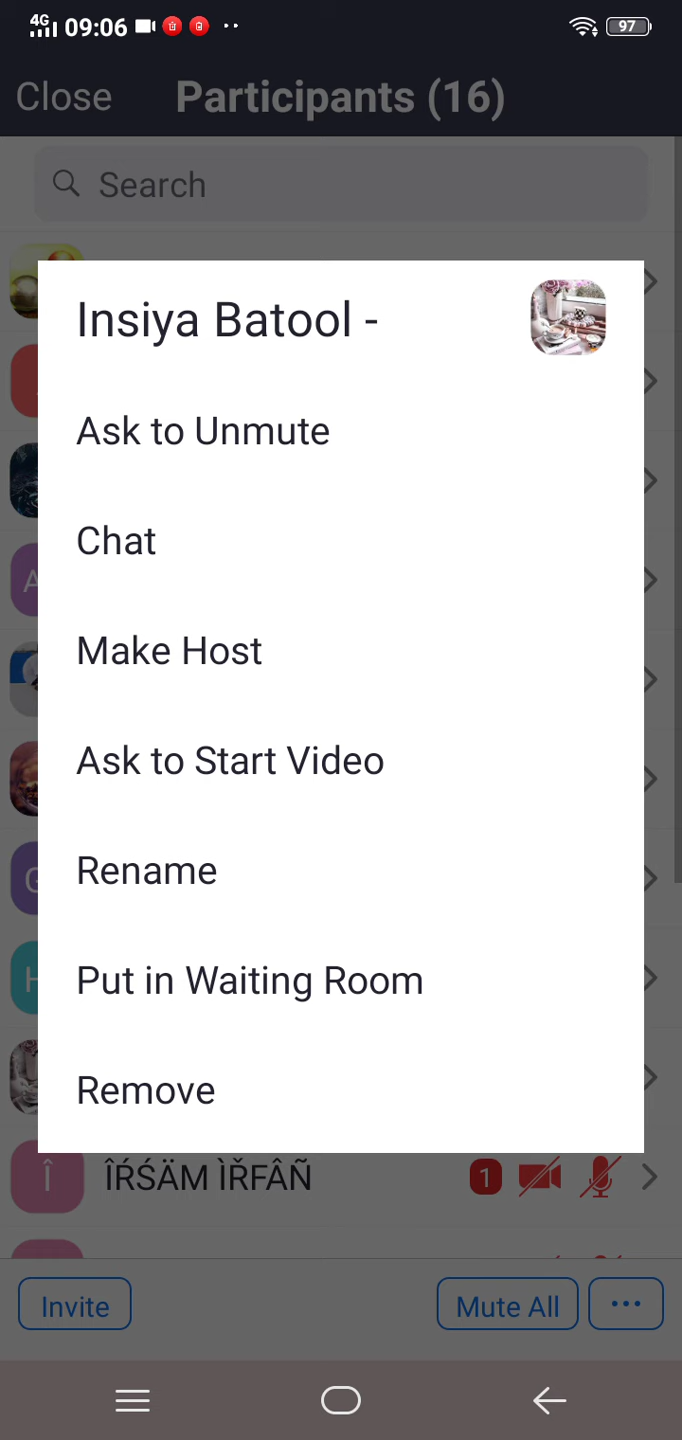 4G 09:06 97
Close Participants (16)
Search
Insiya Batool -
Ask to Unmute
Chat
Make Host
Ask to Start Video
Rename
Put in Waiting Room
Remove
A
G
H
Î ÎŔŚÄM ÌŘFÂÑ 1
Invite Mute All ...